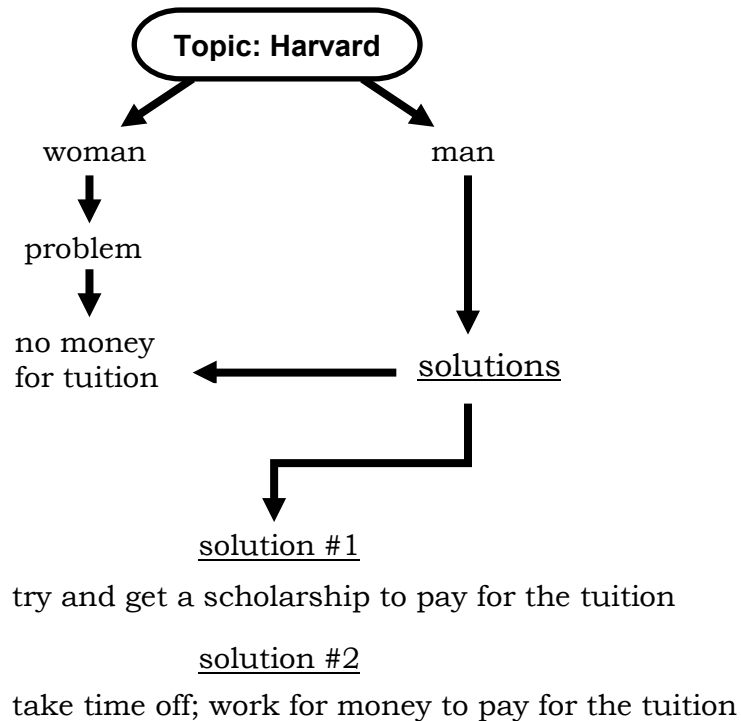 Topic: Harvard
woman
man
problem
no money
for tuition
solutions
solution #1
try and get a scholarship to pay for the tuition
solution #2
take time off; work for money to pay for the tuition